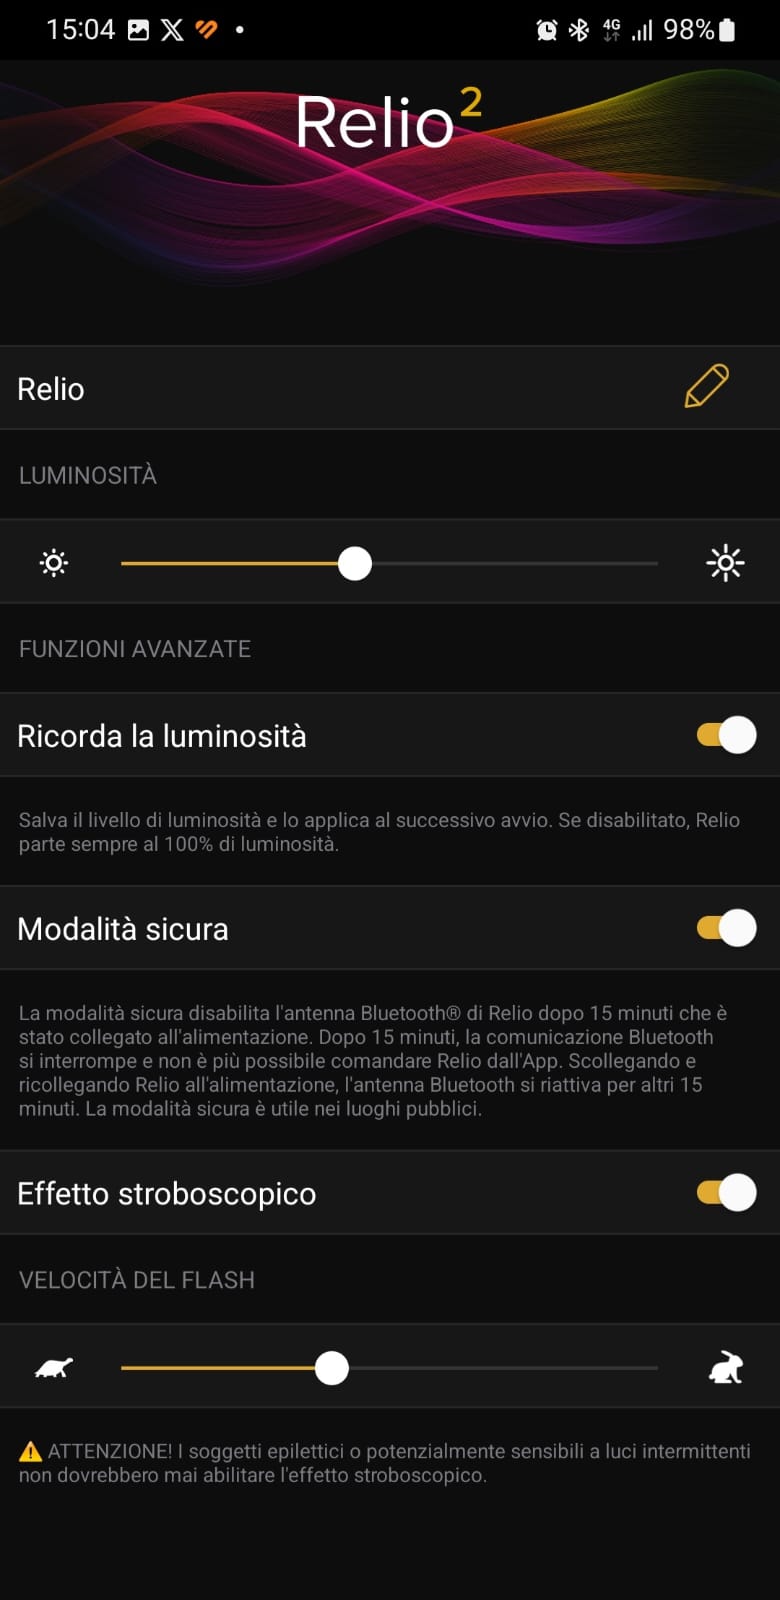 15:04 4G 98%
Relio2
Relio
LUMINOSITÀ
FUNZIONI AVANZATE
Ricorda la luminosità
Salva il livello di luminosità e lo applica al successivo avvio. Se disabilitato, Relio
parte sempre al 100% di luminosità.
Modalità sicura
La modalità sicura disabilita l'antenna Bluetooth® di Relio dopo 15 minuti che è
stato collegato all'alimentazione. Dopo 15 minuti, la comunicazione Bluetooth
si interrompe e non è più possibile comandare Relio dall'App. Scollegando e
ricollegando Relio all'alimentazione, l'antenna Bluetooth si riattiva per altri 15
minuti. La modalità sicura è utile nei luoghi pubblici.
Effetto stroboscopico
VELOCITÀ DEL FLASH
ATTENZIONE! I soggetti epilettici o potenzialmente sensibili a luci intermittenti
non dovrebbero mai abilitare l'effetto stroboscopico.